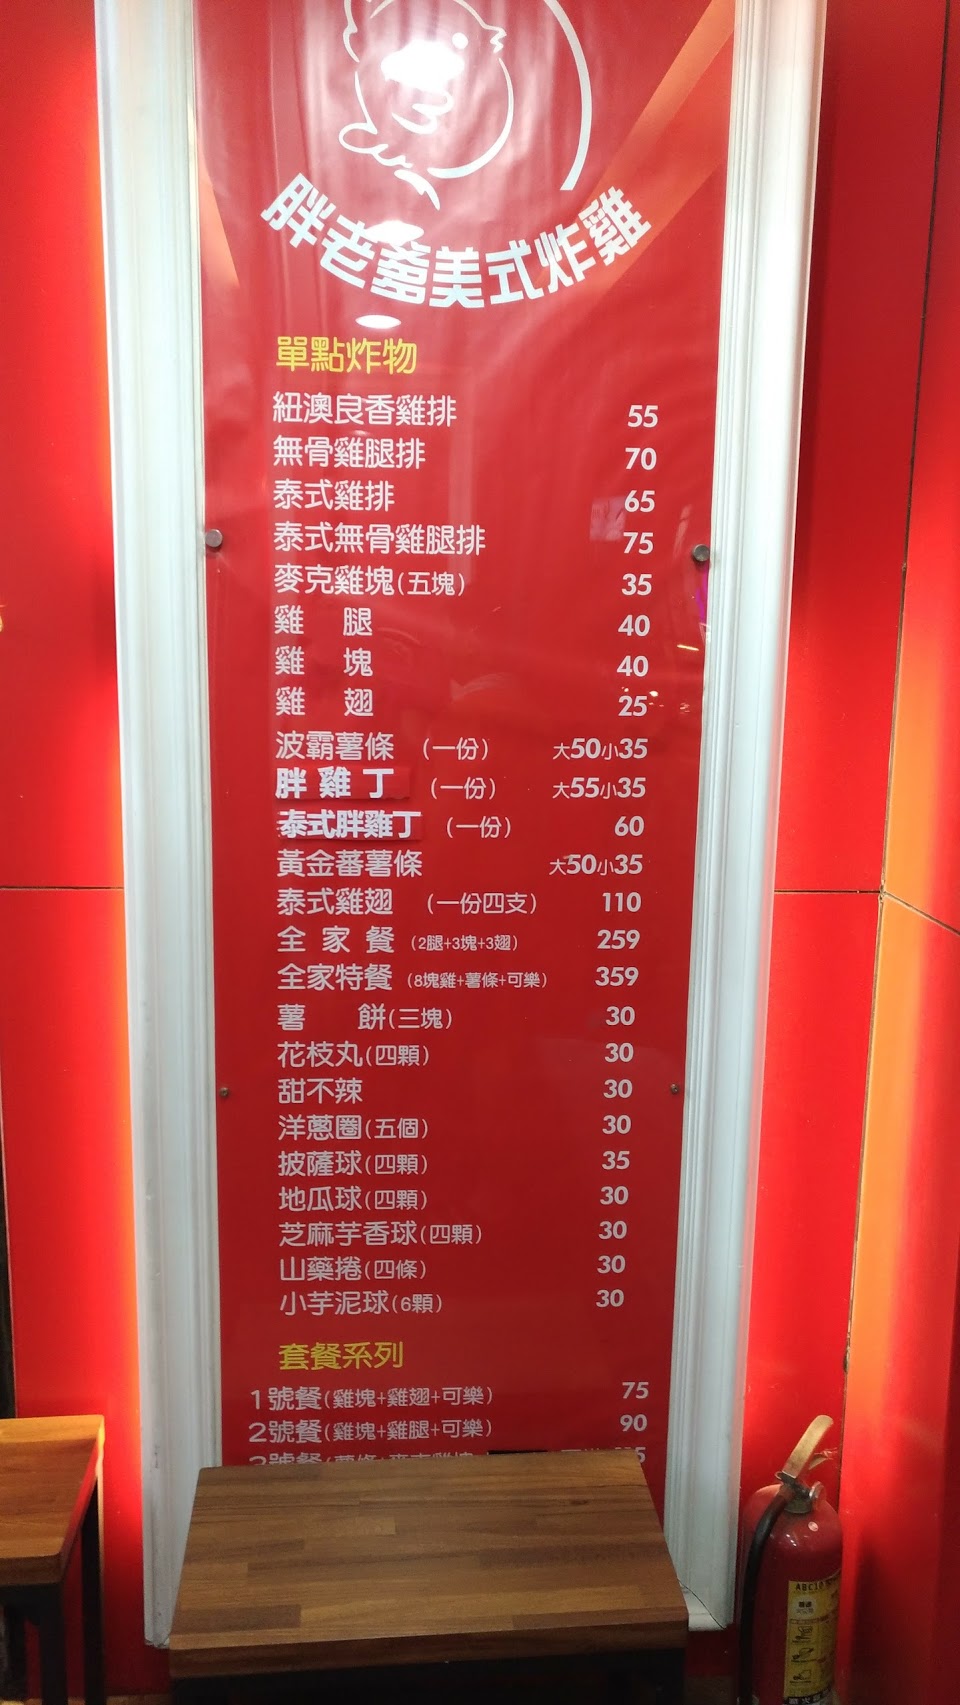 胖老爹美式炸雞
單點炸物
紐澳良香雞排 55
無骨雞腿排 70
泰式雞排 65
泰式無骨雞腿排 75
麥克雞塊(五塊) 35
雞 腿 40
雞 塊 40
雞 翅 25
波霸薯條 (一份) 大50小35
胖雞丁 (一份) 大55小35
泰式胖雞丁 (一份) 60
黃金蕃薯條 大50小35
泰式雞翅 (一份四支) 110
全家餐 (2腿+3塊+3翅) 259
全家特餐 (8塊雞+薯條+可樂) 359
薯 餅(三塊) 30
花枝丸(四顆) 30
甜不辣 30
洋蔥圈(五個) 30
披薩球(四顆) 35
地瓜球(四顆) 30
芝麻芋香球(四顆) 30
山藥捲(四條) 30
小芋泥球(6顆) 30
套餐系列
1號餐(雞塊+雞翅+可樂) 75
2號餐(雞塊+雞腿+可樂) 90
ABC10